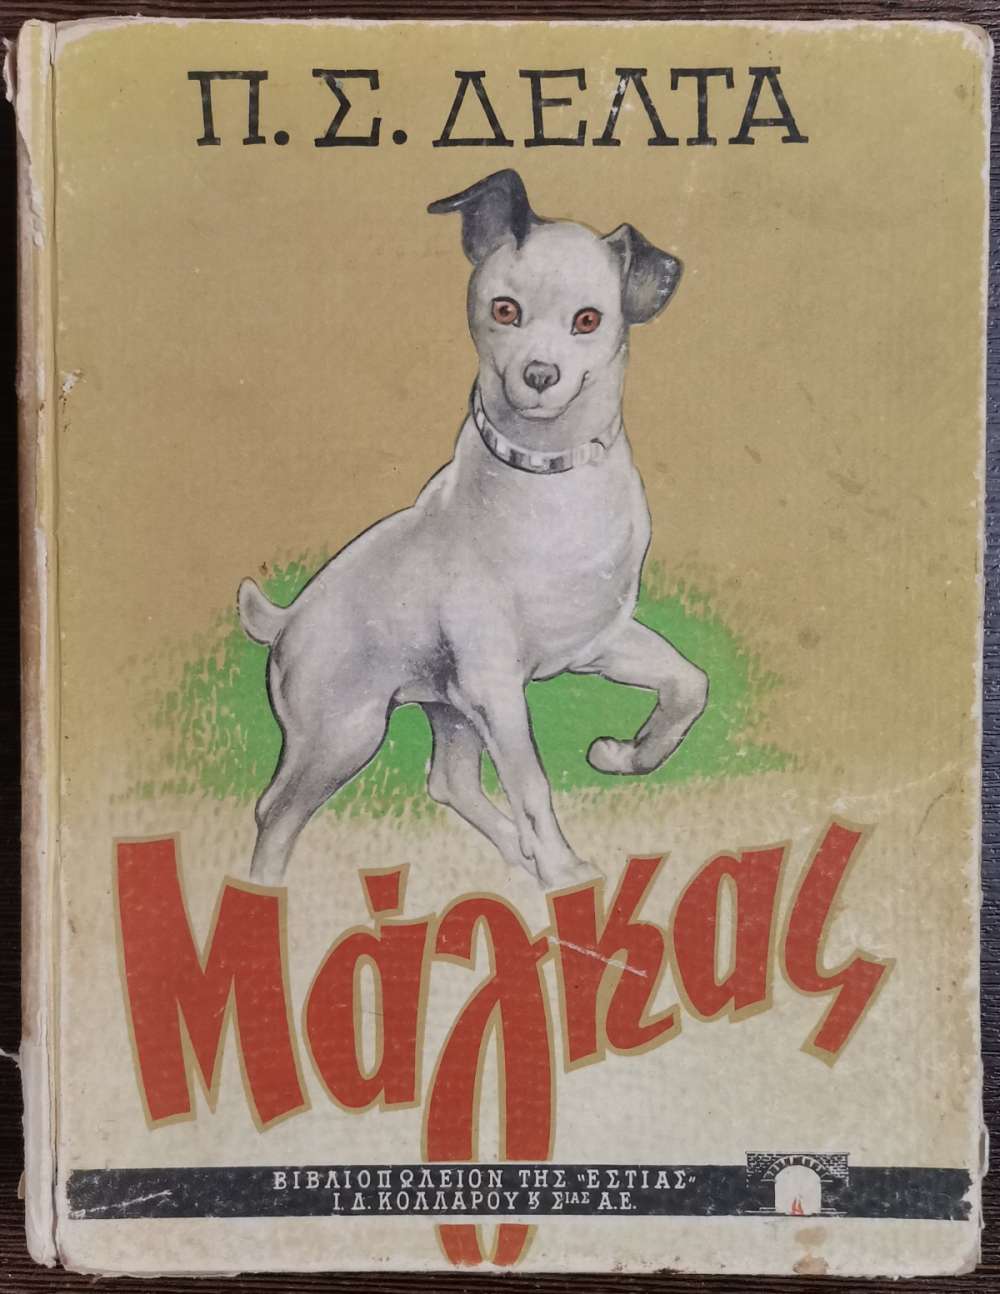 Π. Σ. ΔΕΛΤΑ
Μάγκας
ΒΙΒΛΙΟΠΩΛΕΙΟΝ ΤΗΣ "ΕΣΤΙΑΣ"
Ι. Δ. ΚΟΛΛΑΡΟΥ ϗ ΣΙΑΣ Α.Ε.